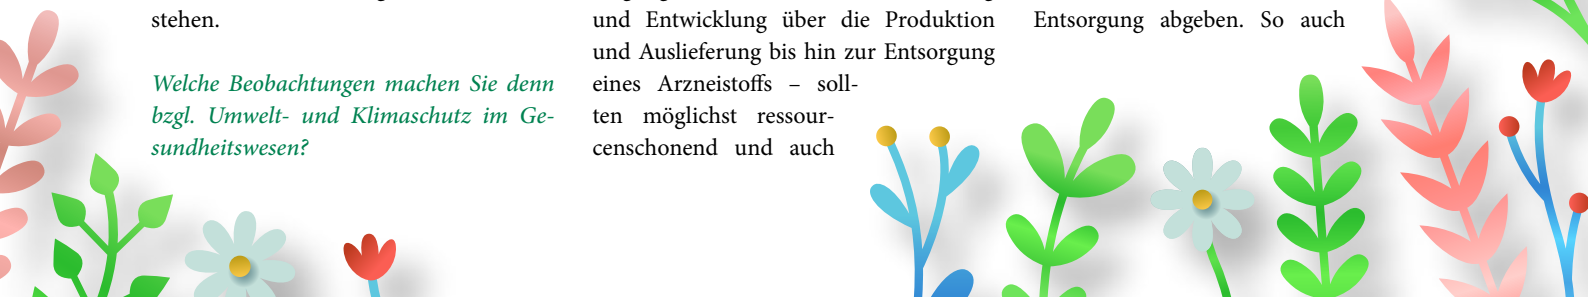 stehen.
Welche Beobachtungen machen Sie denn
bzgl. Umwelt- und Klimaschutz im Ge-
sundheitswesen?
und Entwicklung über die Produktion
und Auslieferung bis hin zur Entsorgung
eines Arzneistoffs – soll-
ten möglichst ressour-
censchonend und auch
Entsorgung abgeben. So auch